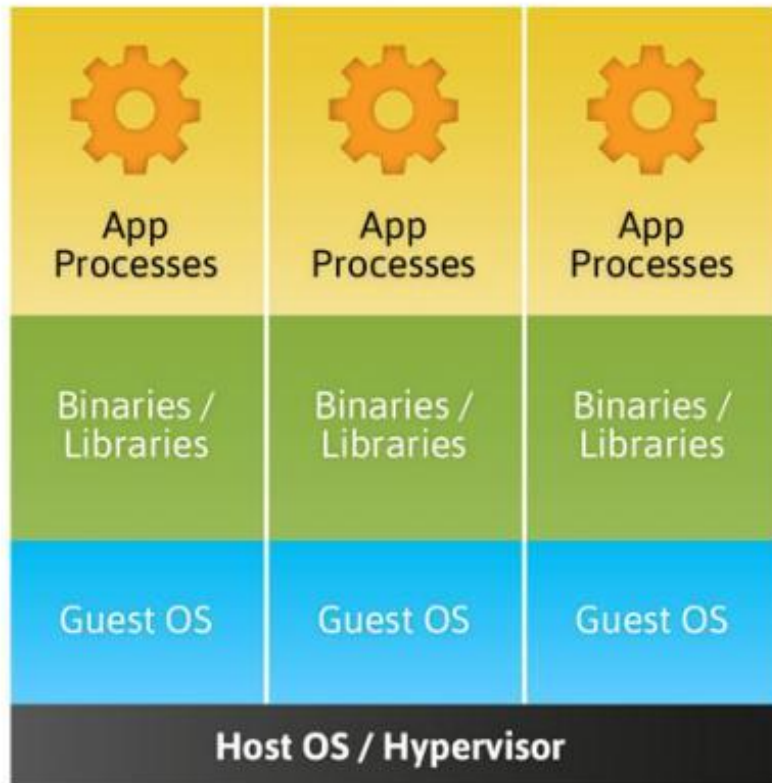 App
Processes
App
Processes
App
Processes
Binaries /
Libraries
Binaries /
Libraries
Binaries /
Libraries
Guest OS
Guest OS
Guest OS
Host OS / Hypervisor